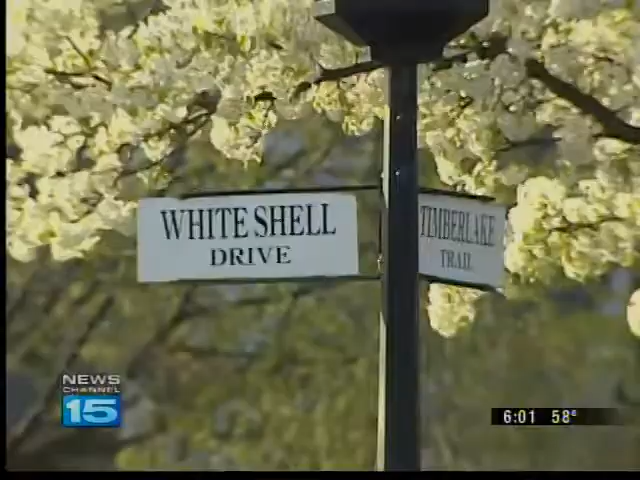 WHITE SHELL
DRIVE
TIMBERLAKE
TRAIL
NEWS
CHANNEL
15
6:01 58°